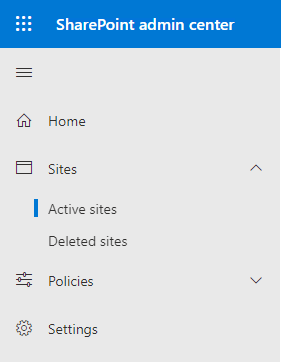 SharePoint admin center
Home
Sites
Active sites
Deleted sites
Policies
Settings